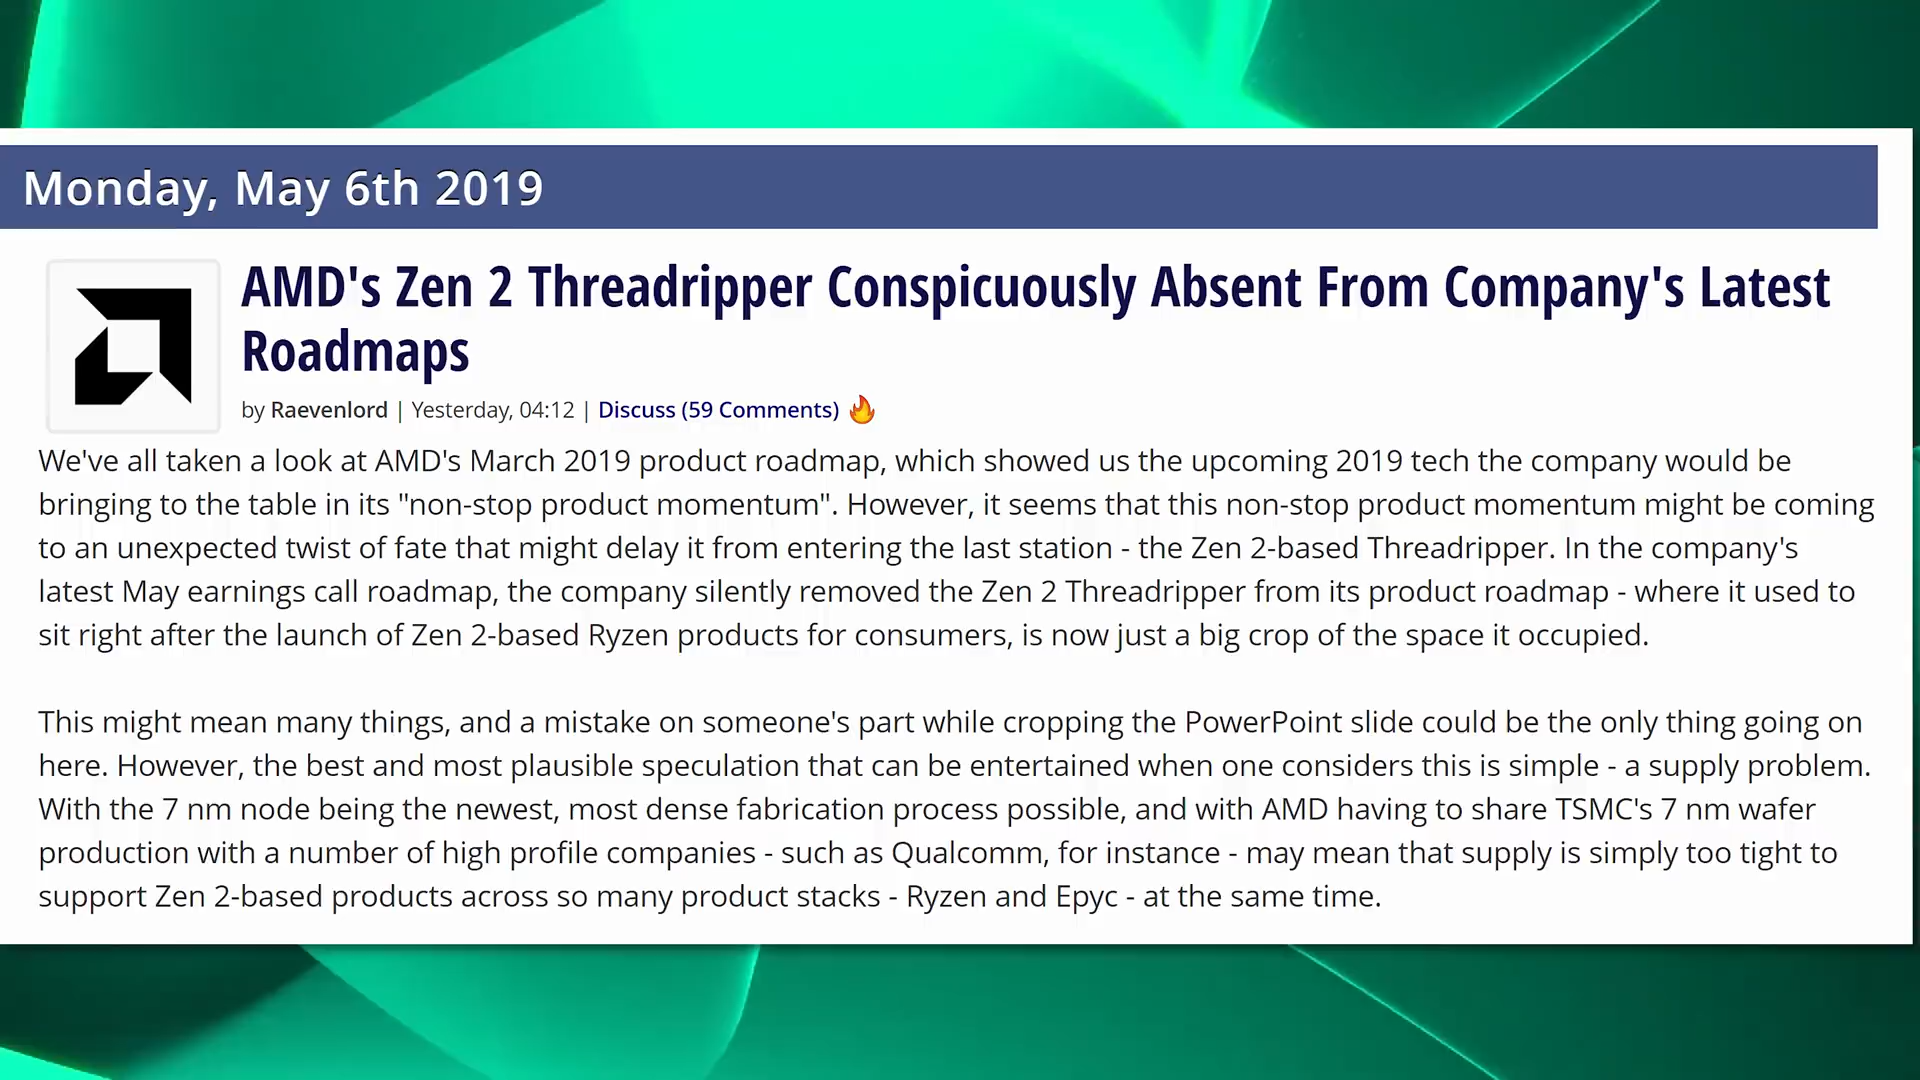 Monday, May 6th 2019
AMD's Zen 2 Threadripper Conspicuously Absent From Company's Latest
Roadmaps
by Raevenlord | Yesterday, 04:12 | Discuss (59 Comments) 🔥
We've all taken a look at AMD's March 2019 product roadmap, which showed us the upcoming 2019 tech the company would be
bringing to the table in its "non-stop product momentum". However, it seems that this non-stop product momentum might be coming
to an unexpected twist of fate that might delay it from entering the last station - the Zen 2-based Threadripper. In the company's
latest May earnings call roadmap, the company silently removed the Zen 2 Threadripper from its product roadmap - where it used to
sit right after the launch of Zen 2-based Ryzen products for consumers, is now just a big crop of the space it occupied.
This might mean many things, and a mistake on someone's part while cropping the PowerPoint slide could be the only thing going on
here. However, the best and most plausible speculation that can be entertained when one considers this is simple - a supply problem.
With the 7 nm node being the newest, most dense fabrication process possible, and with AMD having to share TSMC's 7 nm wafer
production with a number of high profile companies - such as Qualcomm, for instance - may mean that supply is simply too tight to
support Zen 2-based products across so many product stacks - Ryzen and Epyc - at the same time.